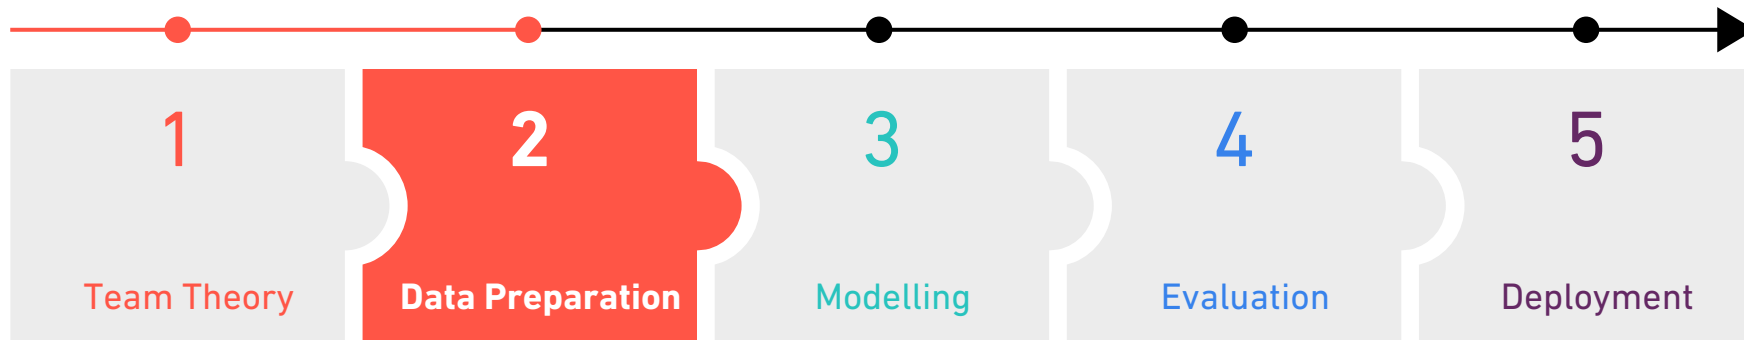 1
2
3
4
5
Team Theory
Data Preparation
Modelling
Evaluation
Deployment